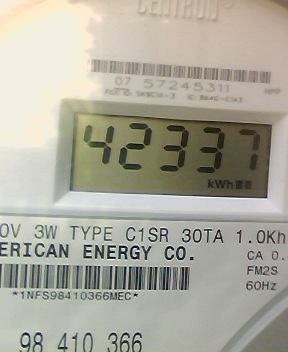 CENTRON
07 57245311
42337
kWh
0V 3W TYPE C1SR 30TA 1.0Kh
ERICAN ENERGY CO.
CA 0.
FM2S
60Hz
*1NFS98410366MEC*
98 410 366